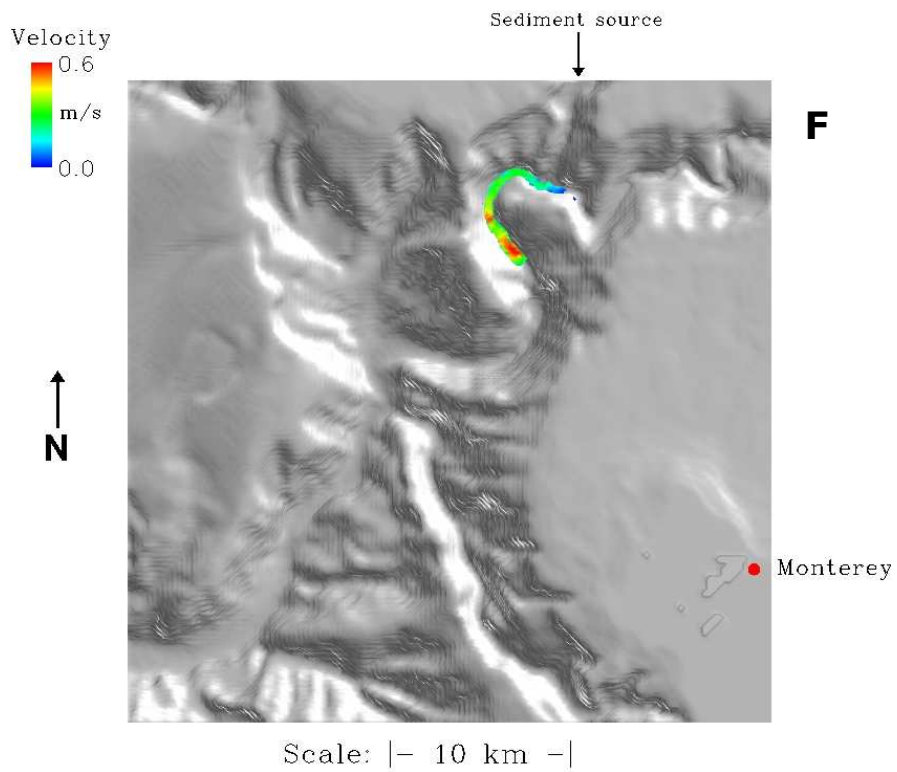 Sediment source
Velocity
0.6
m/s
0.0
F
N
Monterey
Scale: |– 10 km –|